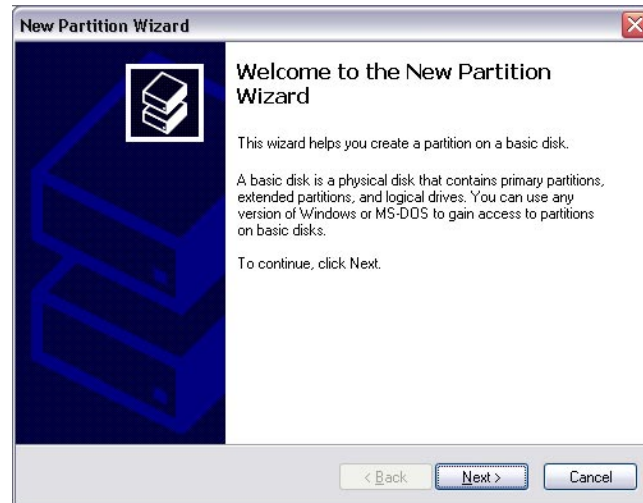 New Partition Wizard
Welcome to the New Partition
Wizard
This wizard helps you create a partition on a basic disk.
A basic disk is a physical disk that contains primary partitions,
extended partitions, and logical drives. You can use any
version of Windows or MS-DOS to gain access to partitions
on basic disks.
To continue, click Next.
< Back
Next >
Cancel